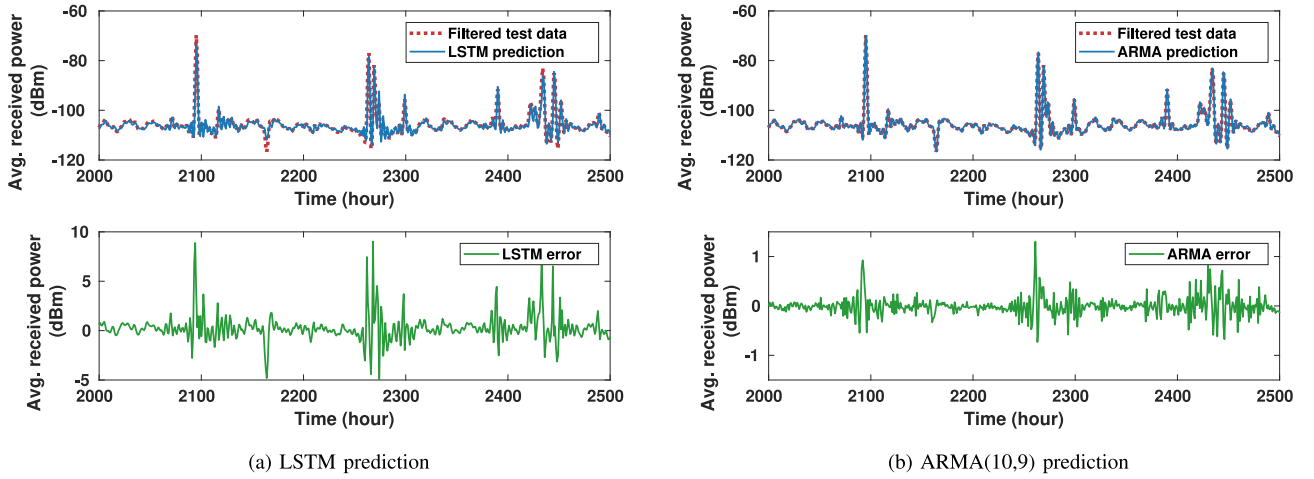 -60
-80
-100
-120
Avg. received power
(dBm)
Filtered test data
LSTM prediction
2000 2100 2200 2300 2400 2500
Time (hour)
-60
-80
-100
-120
Avg. received power
(dBm)
Filtered test data
ARMA prediction
2000 2100 2200 2300 2400 2500
Time (hour)
10
5
0
-5
Avg. received power
(dBm)
LSTM error
2000 2100 2200 2300 2400 2500
Time (hour)
1
0
-1
Avg. received power
(dBm)
ARMA error
2000 2100 2200 2300 2400 2500
Time (hour)
(a) LSTM prediction
(b) ARMA(10,9) prediction